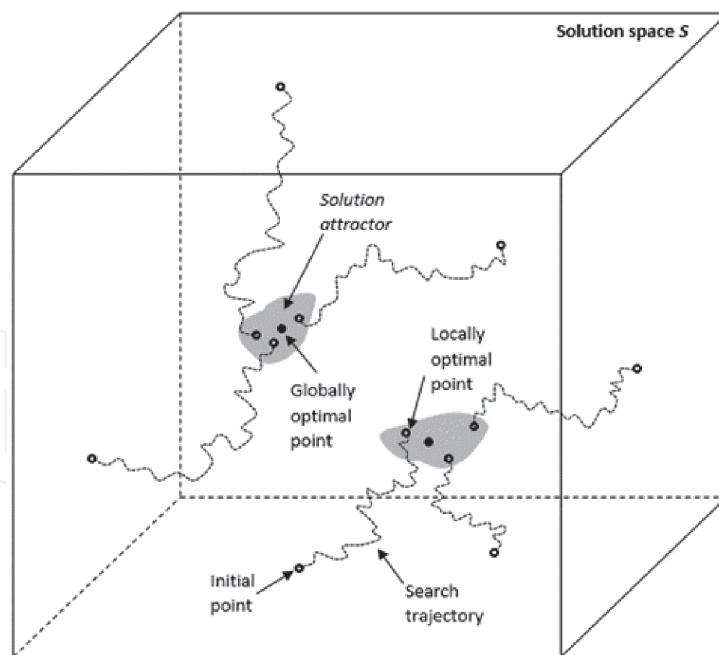 Solution space S
Solution
attractor
Locally
optimal
point
Globally
optimal
point
Initial
point
Search
trajectory